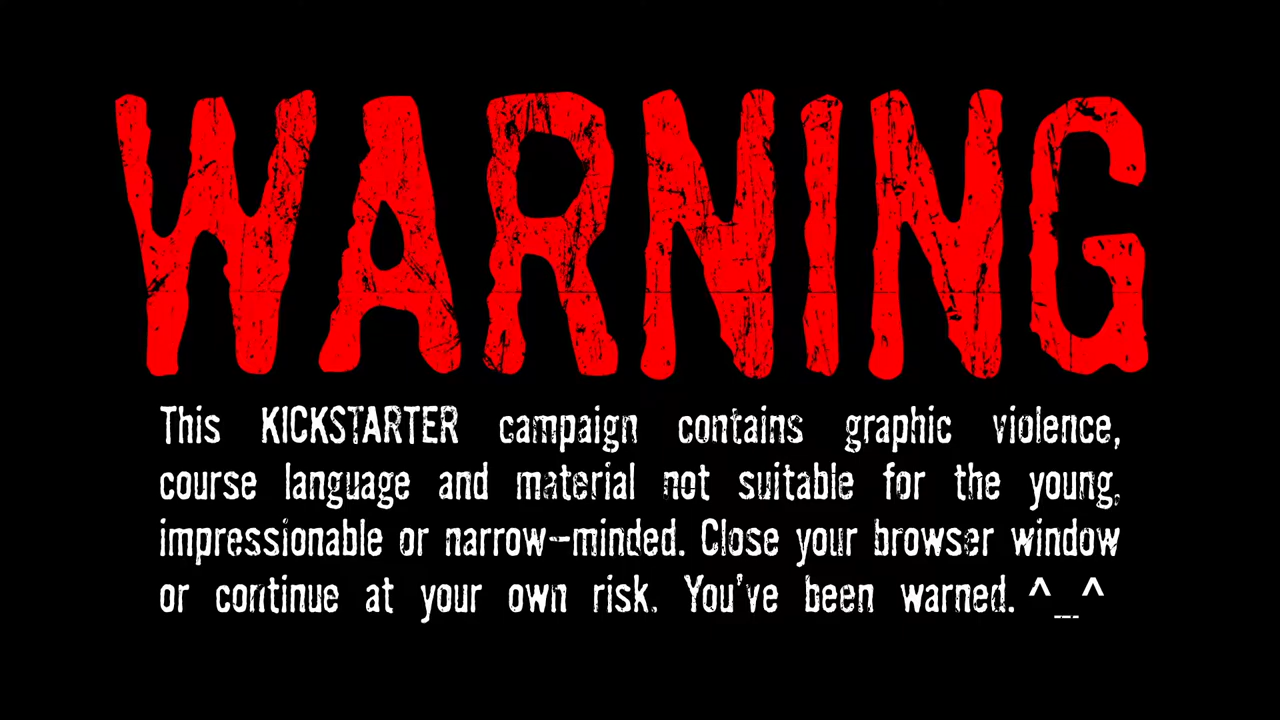 WARNING
This KICKSTARTER campaign contains graphic violence,
course language and material not suitable for the young,
impressionable or narrow--minded. Close your browser window
or continue at your own risk. You've been warned. ^_^